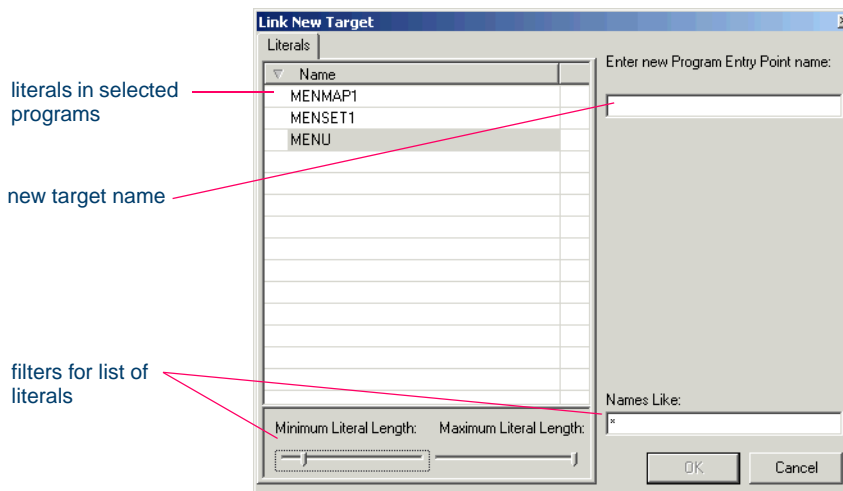 Link New Target
Literals
Name
MENMAP1
MENSET1
MENU
Enter new Program Entry Point name:
literals in selected
programs
new target name
filters for list of
literals
Minimum Literal Length:
Maximum Literal Length:
Names Like:
*
OK
Cancel